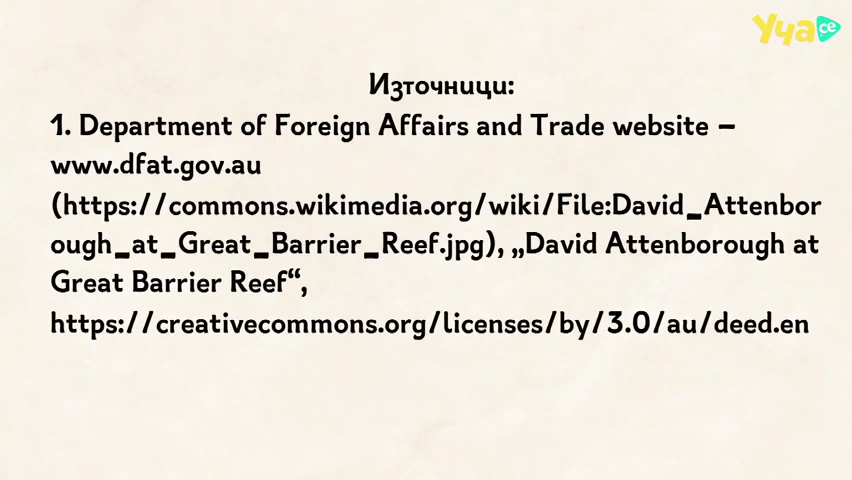 Уча се
Източници:
1. Department of Foreign Affairs and Trade website –
www.dfat.gov.au
(https://commons.wikimedia.org/wiki/File:David_Attenbor
ough_at_Great_Barrier_Reef.jpg), „David Attenborough at
Great Barrier Reef“,
https://creativecommons.org/licenses/by/3.0/au/deed.en